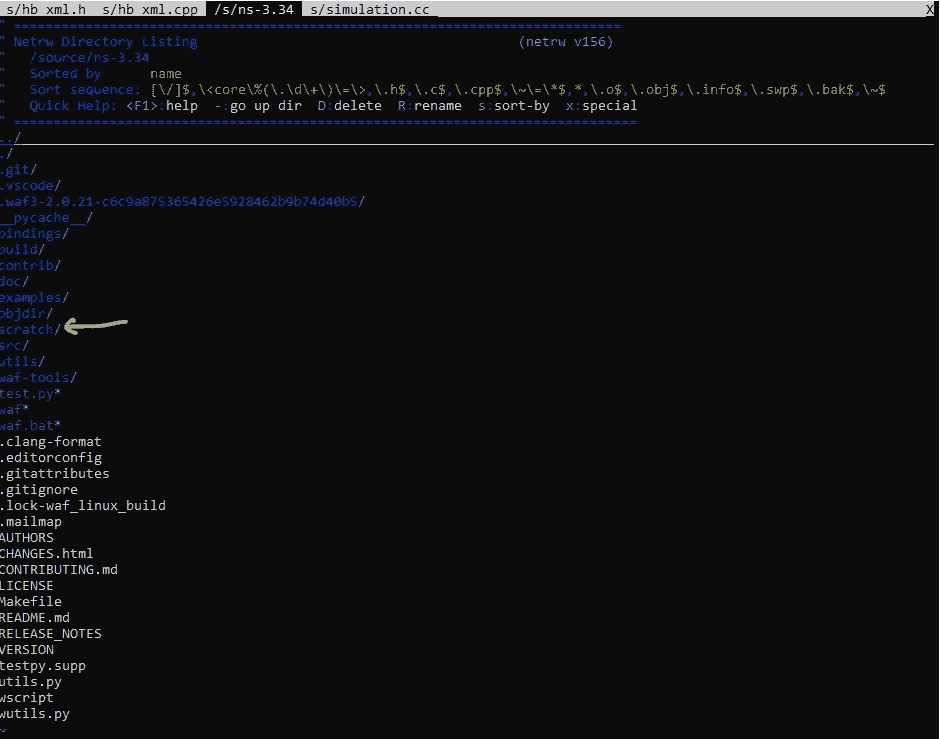 s/hb_xml.h  s/hb_xml.cpp  /s/ns-3.34  s/simulation.cc X
" ============================================================================
" Netrw Directory Listing                                        (netrw v156)
"   /source/ns-3.34
"   Sorted by      name
"   Sort sequence: [\/]$,\<core\%(\.\d\+\)\=\>,\.h$,\.c$,\.cpp$,\~\=\*$,*,\.o$,\.obj$,\.info$,\.swp$,\.bak$,\~$
"   Quick Help: <F1>:help  -:go up dir  D:delete  R:rename  s:sort-by  x:special
" ==============================================================================
../
./
.git/
.vscode/
.waf3-2.0.21-c6c9a875365426e5928462b9b74d40b5/
__pycache__/
bindings/
build/
contrib/
doc/
examples/
objdir/
scratch/
src/
utils/
waf-tools/
test.py*
waf*
waf.bat*
.clang-format
.editorconfig
.gitattributes
.gitignore
.lock-waf_linux_build
.mailmap
AUTHORS
CHANGES.html
CONTRIBUTING.md
LICENSE
Makefile
README.md
RELEASE_NOTES
VERSION
testpy.supp
utils.py
wscript
wutils.py
~